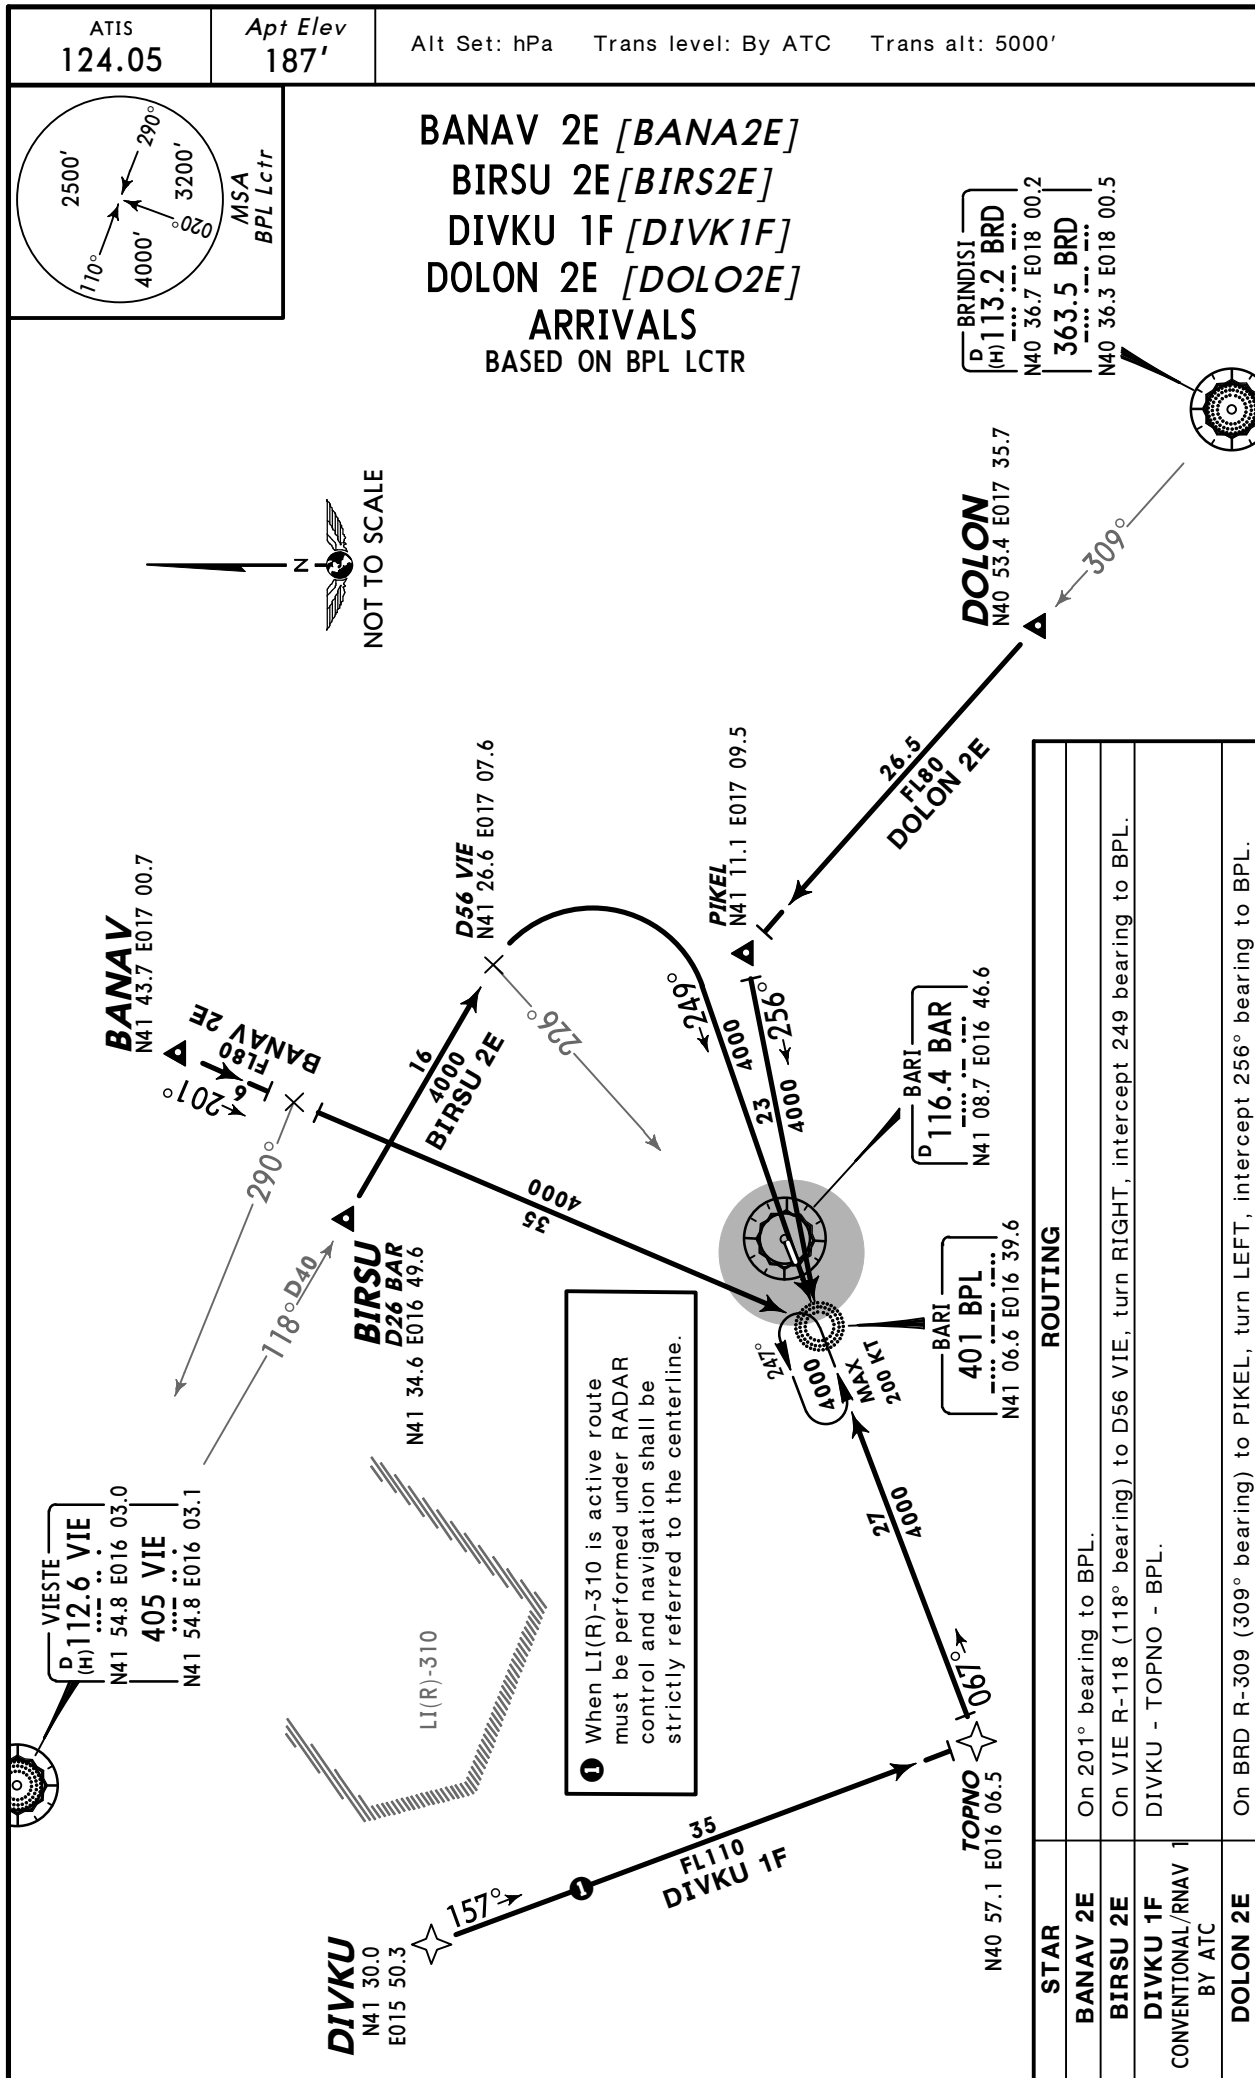 ATIS
124.05
Apt Elev
187'
Alt Set: hPa Trans level: By ATC Trans alt: 5000'
2500'
290°
3200'
020°
4000'
110°
MSA
BPL Lctr
BANAV 2E [BANA2E]
BIRSU 2E [BIRS2E]
DIVKU 1F [DIVK1F]
DOLON 2E [DOLO2E]
ARRIVALS
BASED ON BPL LCTR
BRINDISI
D
(H) 113.2 BRD
N40 36.7 E018 00.2
363.5 BRD
N40 36.3 E018 00.5
N
NOT TO SCALE
DOLON
N40 53.4 E017 35.7
309°
26.5
FL80
DOLON 2E
BANAV
N41 43.7 E017 00.7
201°
6
FL80
BANAV 2E
290°
35
4000
D56 VIE
N41 26.6 E017 07.6
226°
16
4000
BIRSU 2E
PIKEL
N41 11.1 E017 09.5
249°
4000
256°
23
4000
BARI
D
116.4 BAR
N41 08.7 E016 46.6
BIRSU
D26 BAR
N41 34.6 E016 49.6
118°
D40
VIESTE
D
(H) 112.6 VIE
N41 54.8 E016 03.0
405 VIE
N41 54.8 E016 03.1
LI(R)-310
1 When LI(R)-310 is active route
must be performed under RADAR
control and navigation shall be
strictly referred to the centerline.
247°
4000
MAX
200 KT
BARI
401 BPL
N41 06.6 E016 39.6
27
4000
067°
TOPNO
N40 57.1 E016 06.5
DIVKU
N41 30.0
E015 50.3
157°
1
35
FL110
DIVKU 1F
STAR
ROUTING
BANAV 2E
On 201° bearing to BPL.
BIRSU 2E
On VIE R-118 (118° bearing) to D56 VIE, turn RIGHT, intercept 249 bearing to BPL.
DIVKU 1F
CONVENTIONAL/RNAV 1
BY ATC
DIVKU - TOPNO - BPL.
DOLON 2E
On BRD R-309 (309° bearing) to PIKEL, turn LEFT, intercept 256° bearing to BPL.